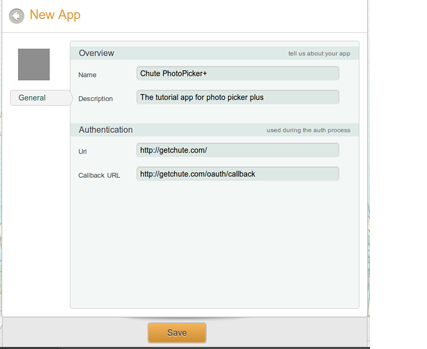 New App
Overview
tell us about your app
Name
Chute PhotoPicker+
General
Description
The tutorial app for photo picker plus
Authentication
used during the auth process
Url
http://getchute.com/
Callback URL
http://getchute.com/oauth/callback
Save